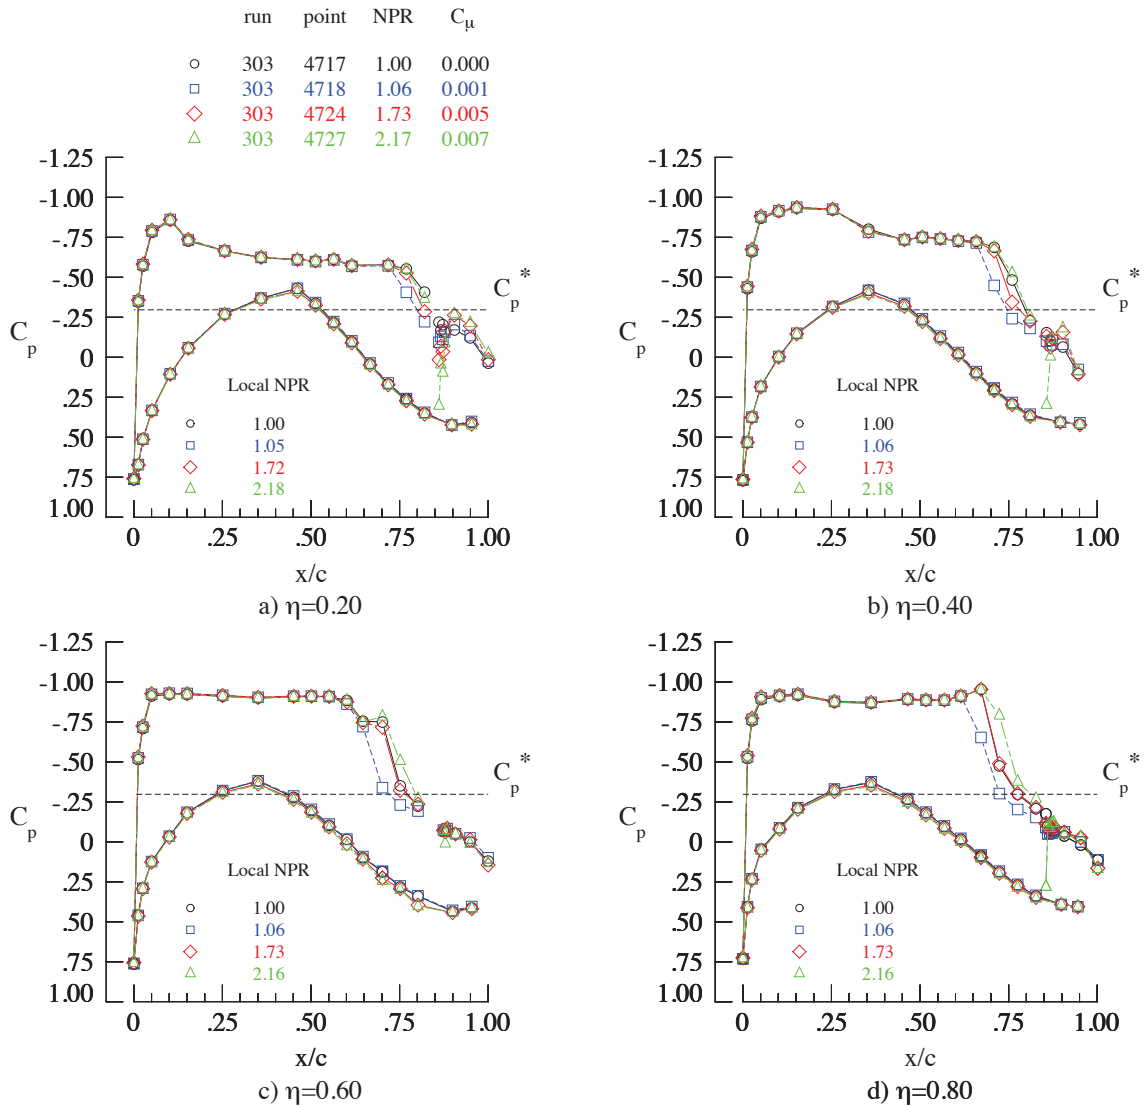 run point NPR Cμ
303 4717 1.00 0.000
303 4718 1.06 0.001
303 4724 1.73 0.005
303 4727 2.17 0.007
-1.25
-1.00
-.75
-.50
-.25
0
.25
.50
.75
1.00
Cp
Cp*
Local NPR
1.00
1.05
1.72
2.18
0 .25 .50 .75 1.00
x/c
a) η=0.20
-1.25
-1.00
-.75
-.50
-.25
0
.25
.50
.75
1.00
Cp
Cp*
Local NPR
1.00
1.06
1.73
2.18
0 .25 .50 .75 1.00
x/c
b) η=0.40
-1.25
-1.00
-.75
-.50
-.25
0
.25
.50
.75
1.00
Cp
Cp*
Local NPR
1.00
1.06
1.73
2.16
0 .25 .50 .75 1.00
x/c
c) η=0.60
-1.25
-1.00
-.75
-.50
-.25
0
.25
.50
.75
1.00
Cp
Cp*
Local NPR
1.00
1.06
1.73
2.16
0 .25 .50 .75 1.00
x/c
d) η=0.80